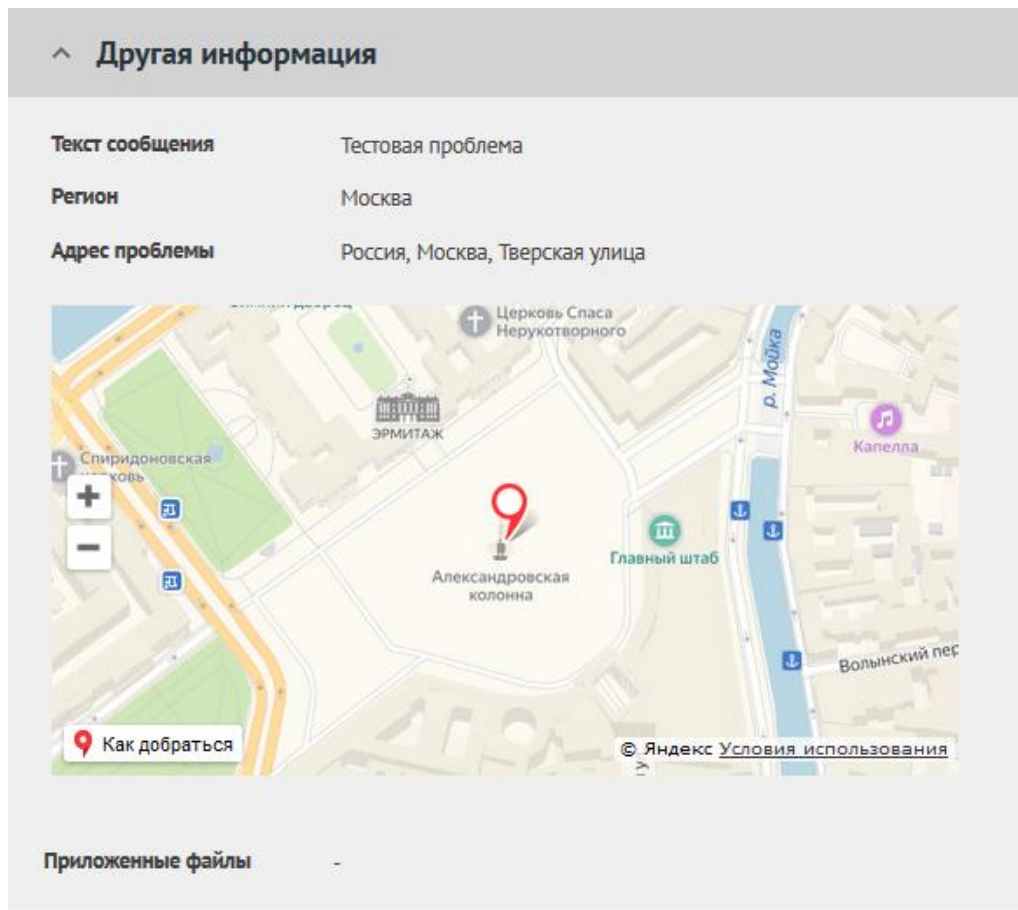 Другая информация
Текст сообщения Тестовая проблема
Регион Москва
Адрес проблемы Россия, Москва, Тверская улица
Церковь Спаса
Нерукотворного
р. Мойка
ЭРМИТАЖ
Капелла
Спиридоновская
+
Главный штаб
−
Александровская
колонна
Волынский пер
Как добраться
© Яндекс Условия использования
Приложенные файлы -